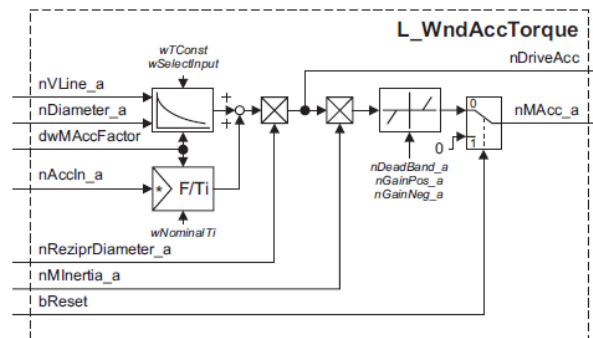 L_WndAccTorque
wTConst
wSelectInput
nDriveAcc
nVLine_a
nDiameter_a
dwMAccFactor
+
+
0
nMAcc_a
0
1
nAccIn_a
* F/Ti
nDeadBand_a
nGainPos_a
nGainNeg_a
wNominalTi
nReziprDiameter_a
nMInertia_a
bReset